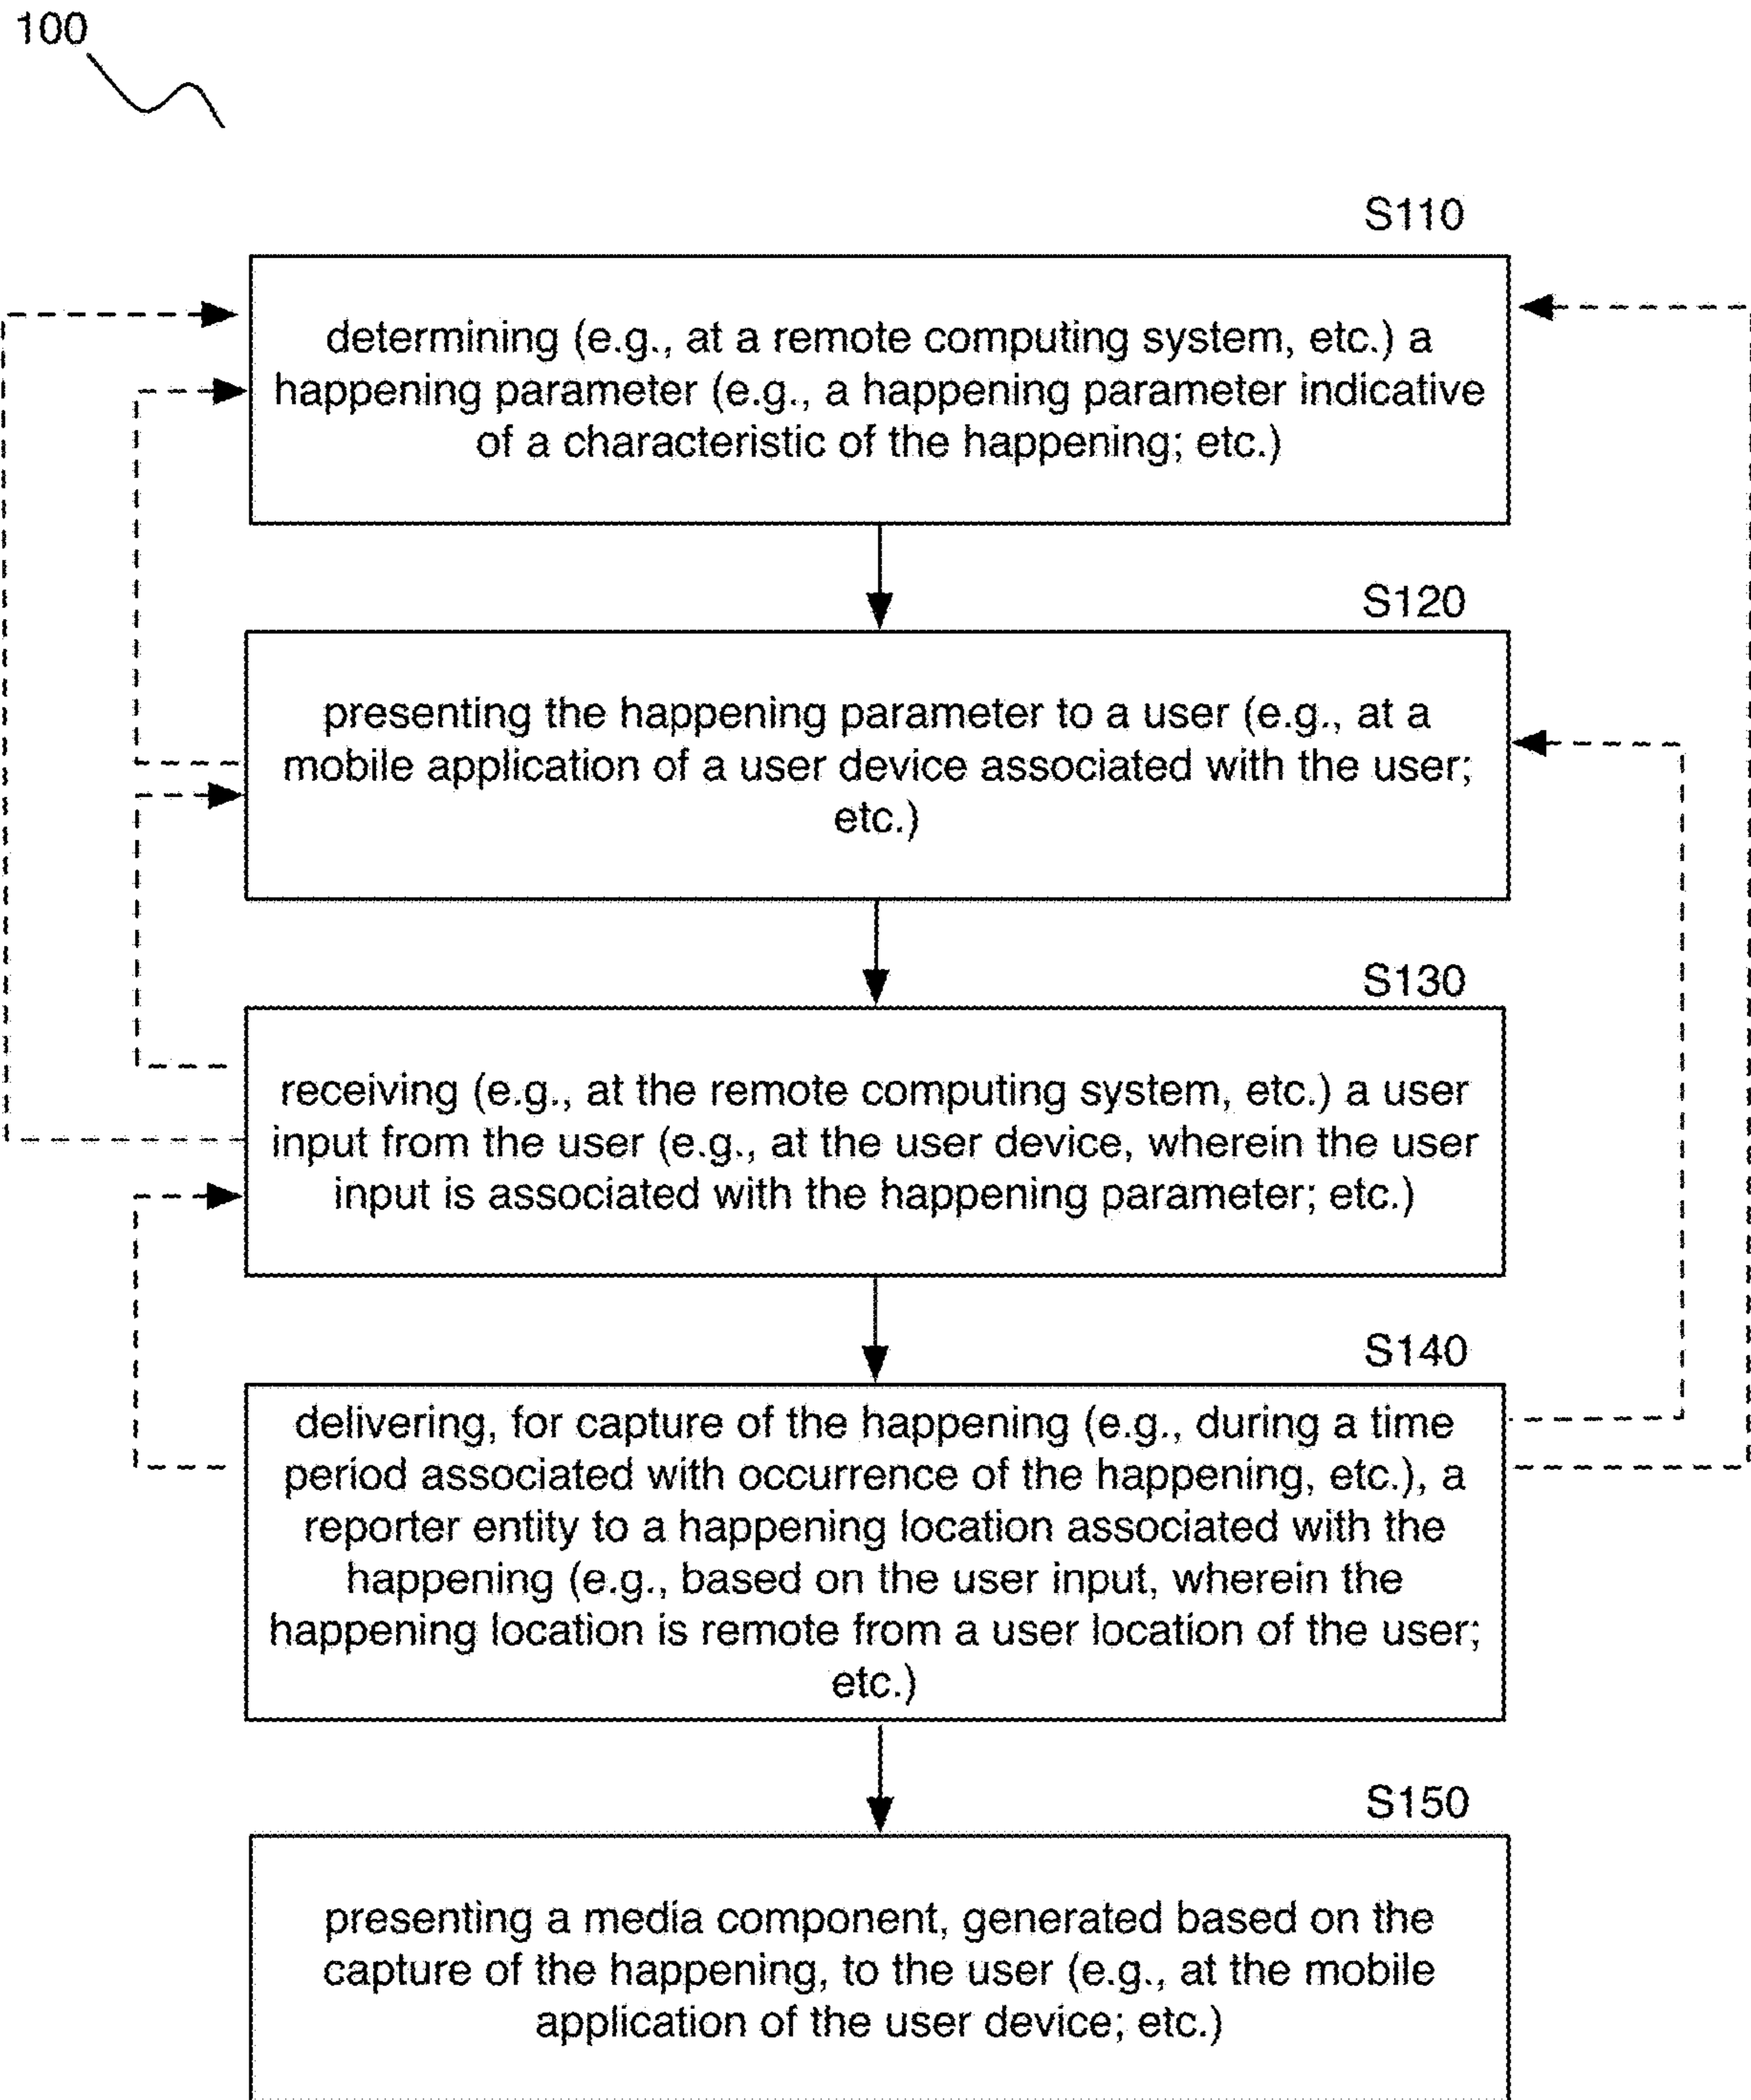 100
S110
determining (e.g., at a remote computing system, etc.) a
happening parameter (e.g., a happening parameter indicative
of a characteristic of the happening; etc.)
S120
presenting the happening parameter to a user (e.g., at a
mobile application of a user device associated with the user;
etc.)
S130
receiving (e.g., at the remote computing system, etc.) a user
input from the user (e.g., at the user device, wherein the user
input is associated with the happening parameter; etc.)
S140
delivering, for capture of the happening (e.g., during a time
period associated with occurrence of the happening, etc.), a
reporter entity to a happening location associated with the
happening (e.g., based on the user input, wherein the
happening location is remote from a user location of the user;
etc.)
S150
presenting a media component, generated based on the
capture of the happening, to the user (e.g., at the mobile
application of the user device; etc.)